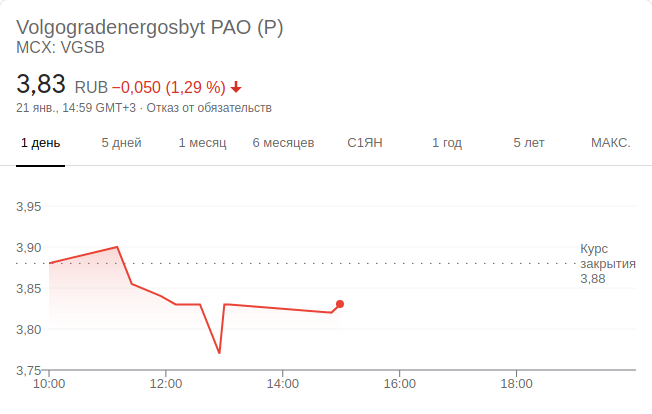 Volgogradenergosbyt PAO (P)
MCX: VGSB
3,83 RUB −0,050 (1,29 %)
21 янв., 14:59 GMT+3 · Отказ от обязательств
1 день 5 дней 1 месяц 6 месяцев С1ЯН 1 год 5 лет МАКС.
3,95
3,90
Курс
закрытия
3,88
3,85
3,80
3,75
10:00 12:00 14:00 16:00 18:00